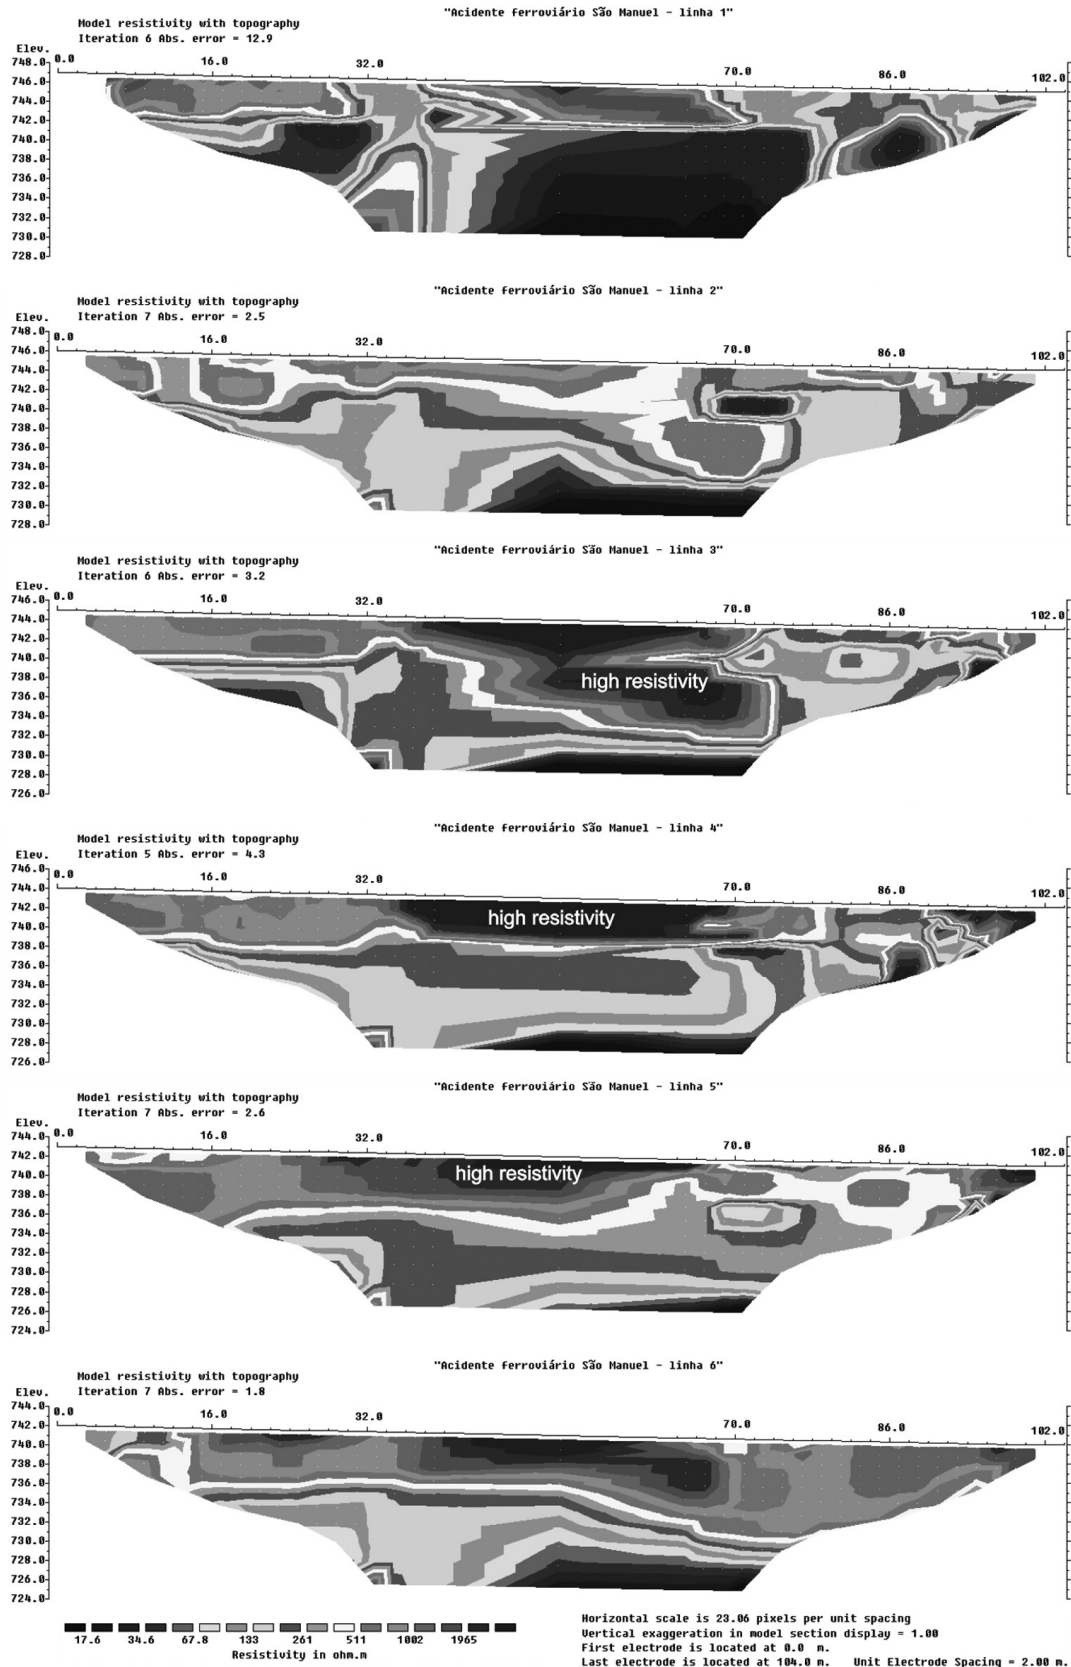 "Acidente ferroviário São Manuel - linha 1"
Model resistivity with topography
Iteration 6 Abs. error = 12.9
Elev.
748.0 0.0 16.0 32.0 70.0 86.0 102.0
746.0
744.0
742.0
740.0
738.0
736.0
734.0
732.0
730.0
728.0
"Acidente ferroviário São Manuel - linha 2"
Model resistivity with topography
Iteration 7 Abs. error = 2.5
Elev.
748.0 0.0 16.0 32.0 70.0 86.0 102.0
746.0
744.0
742.0
740.0
738.0
736.0
734.0
732.0
730.0
728.0
"Acidente ferroviário São Manuel - linha 3"
Model resistivity with topography
Iteration 6 Abs. error = 3.2
Elev.
746.0 0.0 16.0 32.0 70.0 86.0 102.0
744.0
742.0
740.0
738.0 high resistivity
736.0
734.0
732.0
730.0
728.0
726.0
"Acidente ferroviário São Manuel - linha 4"
Model resistivity with topography
Iteration 5 Abs. error = 4.3
Elev.
746.0 0.0 16.0 32.0 70.0 86.0 102.0
744.0
742.0 high resistivity
740.0
738.0
736.0
734.0
732.0
730.0
728.0
726.0
"Acidente ferroviário São Manuel - linha 5"
Model resistivity with topography
Iteration 7 Abs. error = 2.6
Elev.
744.0 0.0 16.0 32.0 70.0 86.0 102.0
742.0
740.0 high resistivity
738.0
736.0
734.0
732.0
730.0
728.0
726.0
724.0
"Acidente ferroviário São Manuel - linha 6"
Model resistivity with topography
Iteration 7 Abs. error = 1.8
Elev.
744.0 0.0 16.0 32.0 70.0 86.0 102.0
742.0
740.0
738.0
736.0
734.0
732.0
730.0
728.0
726.0
724.0
17.6 34.6 67.8 133 261 511 1002 1965
Resistivity in ohm.m
Horizontal scale is 23.06 pixels per unit spacing
Vertical exaggeration in model section display = 1.00
First electrode is located at 0.0 m.
Last electrode is located at 104.0 m. Unit Electrode Spacing = 2.00 m.